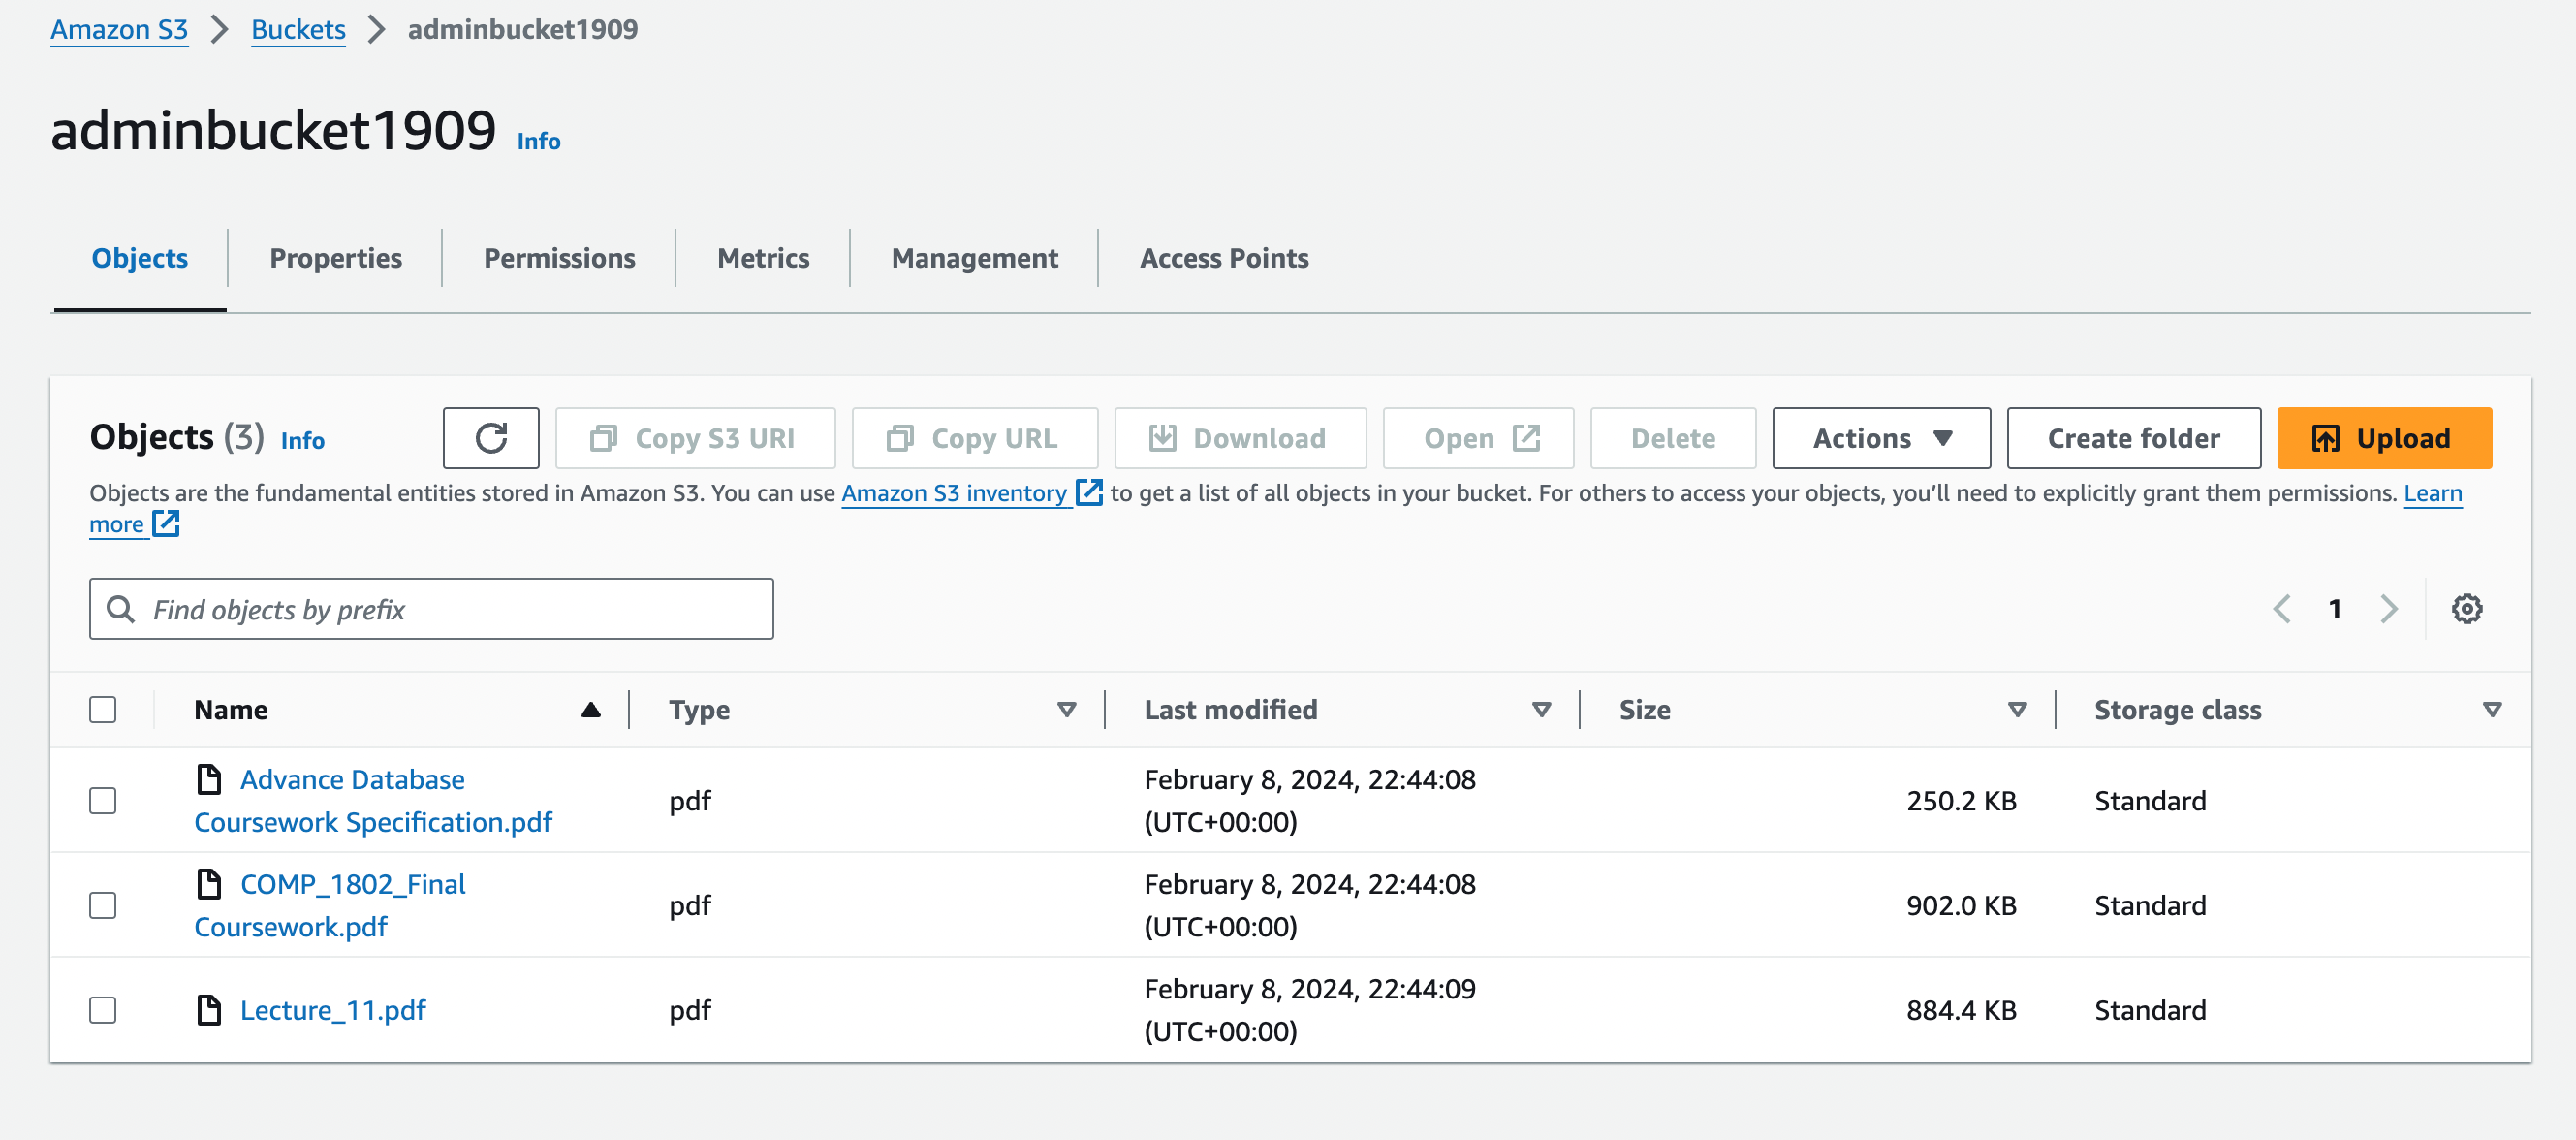 Amazon S3 > Buckets > adminbucket1909
adminbucket1909 Info
Objects Properties Permissions Metrics Management Access Points
Objects (3) Info Copy S3 URI Copy URL Download Open Delete Actions Create folder Upload
Objects are the fundamental entities stored in Amazon S3. You can use Amazon S3 inventory to get a list of all objects in your bucket. For others to access your objects, you’ll need to explicitly grant them permissions. Learn
more
Find objects by prefix 1
Name Type Last modified Size Storage class
Advance Database
Coursework Specification.pdf pdf February 8, 2024, 22:44:08
(UTC+00:00) 250.2 KB Standard
COMP_1802_Final
Coursework.pdf pdf February 8, 2024, 22:44:08
(UTC+00:00) 902.0 KB Standard
Lecture_11.pdf pdf February 8, 2024, 22:44:09
(UTC+00:00) 884.4 KB Standard